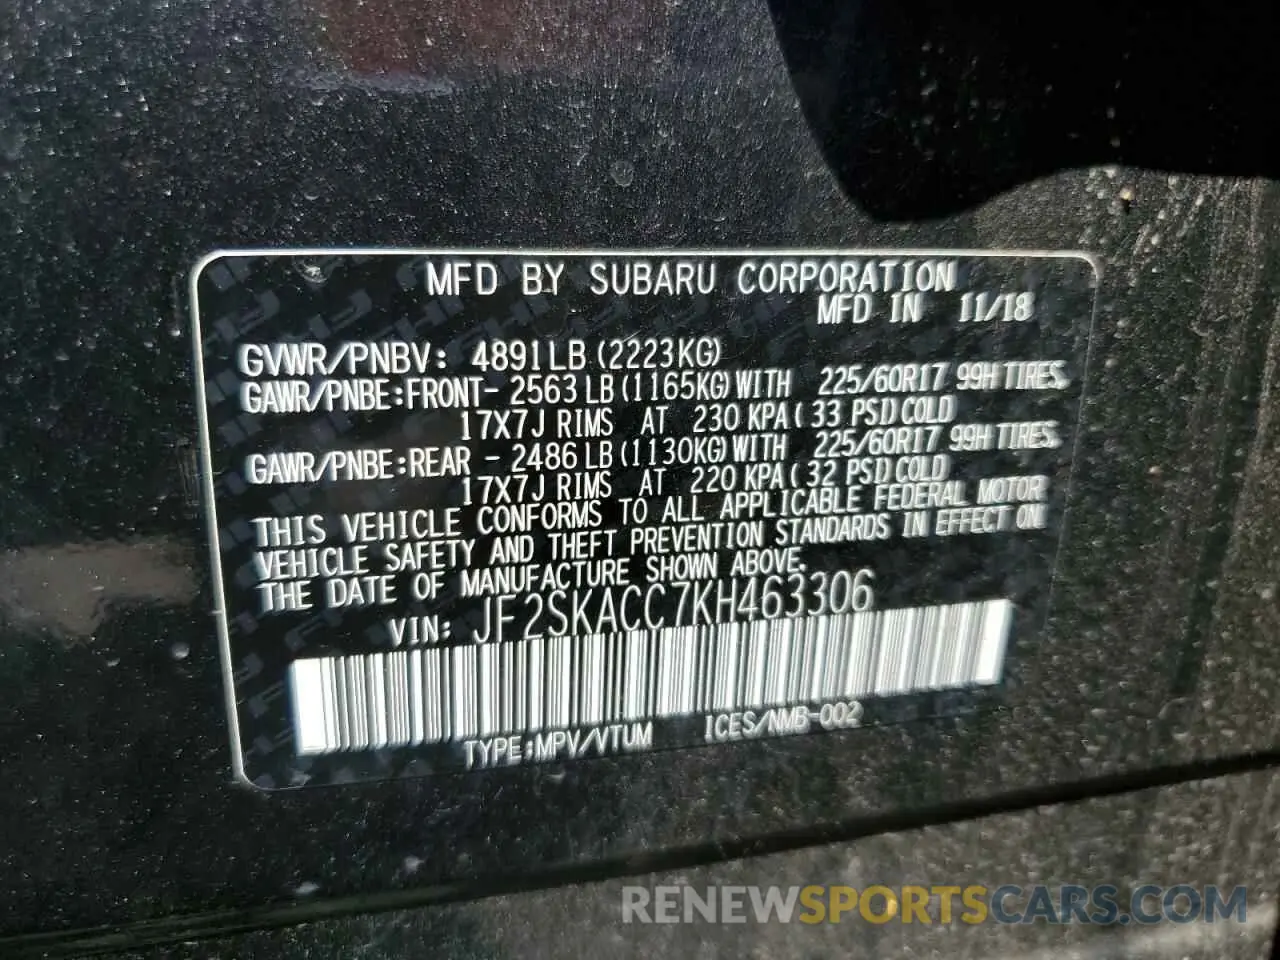 MFD BY SUBARU CORPORATION
MFD IN 11/18
GVWR/PNBV: 4891LB (2223KG)
GAWR/PNBE:FRONT- 2563 LB (1165KG) WITH 225/60R17 99H TIRES
17X7J RIMS AT 230 KPA ( 33 PSI) COLD
GAWR/PNBE:REAR - 2486 LB (1130KG) WITH 225/60R17 99H TIRES
17X7J RIMS AT 220 KPA ( 32 PSI) COLD
THIS VEHICLE CONFORMS TO ALL APPLICABLE FEDERAL MOTOR
VEHICLE SAFETY AND THEFT PREVENTION STANDARDS IN EFFECT ON
THE DATE OF MANUFACTURE SHOWN ABOVE.
VIN: JF2SKACC7KH463306
TYPE:MPV/VTUM ICES/NMB-002
RENEWSPORTSCARS.COM